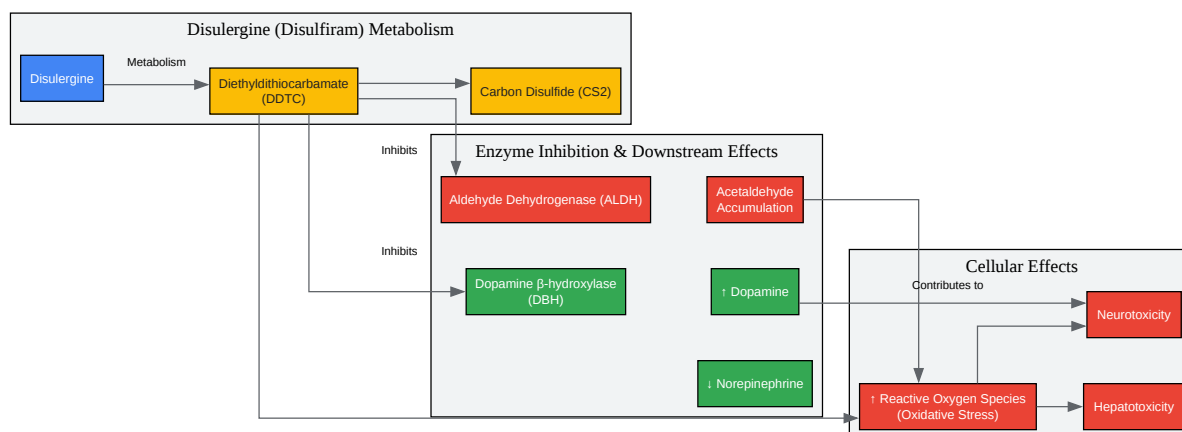 Disulergine (Disulfiram) Metabolism
Disulergine
Metabolism
Diethyldithiocarbamate
(DDTC)
Carbon Disulfide (CS2)
Inhibits
Enzyme Inhibition & Downstream Effects
Aldehyde Dehydrogenase (ALDH)
Acetaldehyde
Accumulation
Inhibits
Dopamine β-hydroxylase
(DBH)
↑ Dopamine
Cellular Effects
Contributes to
Neurotoxicity
↓ Norepinephrine
↑ Reactive Oxygen Species
(Oxidative Stress)
Hepatotoxicity